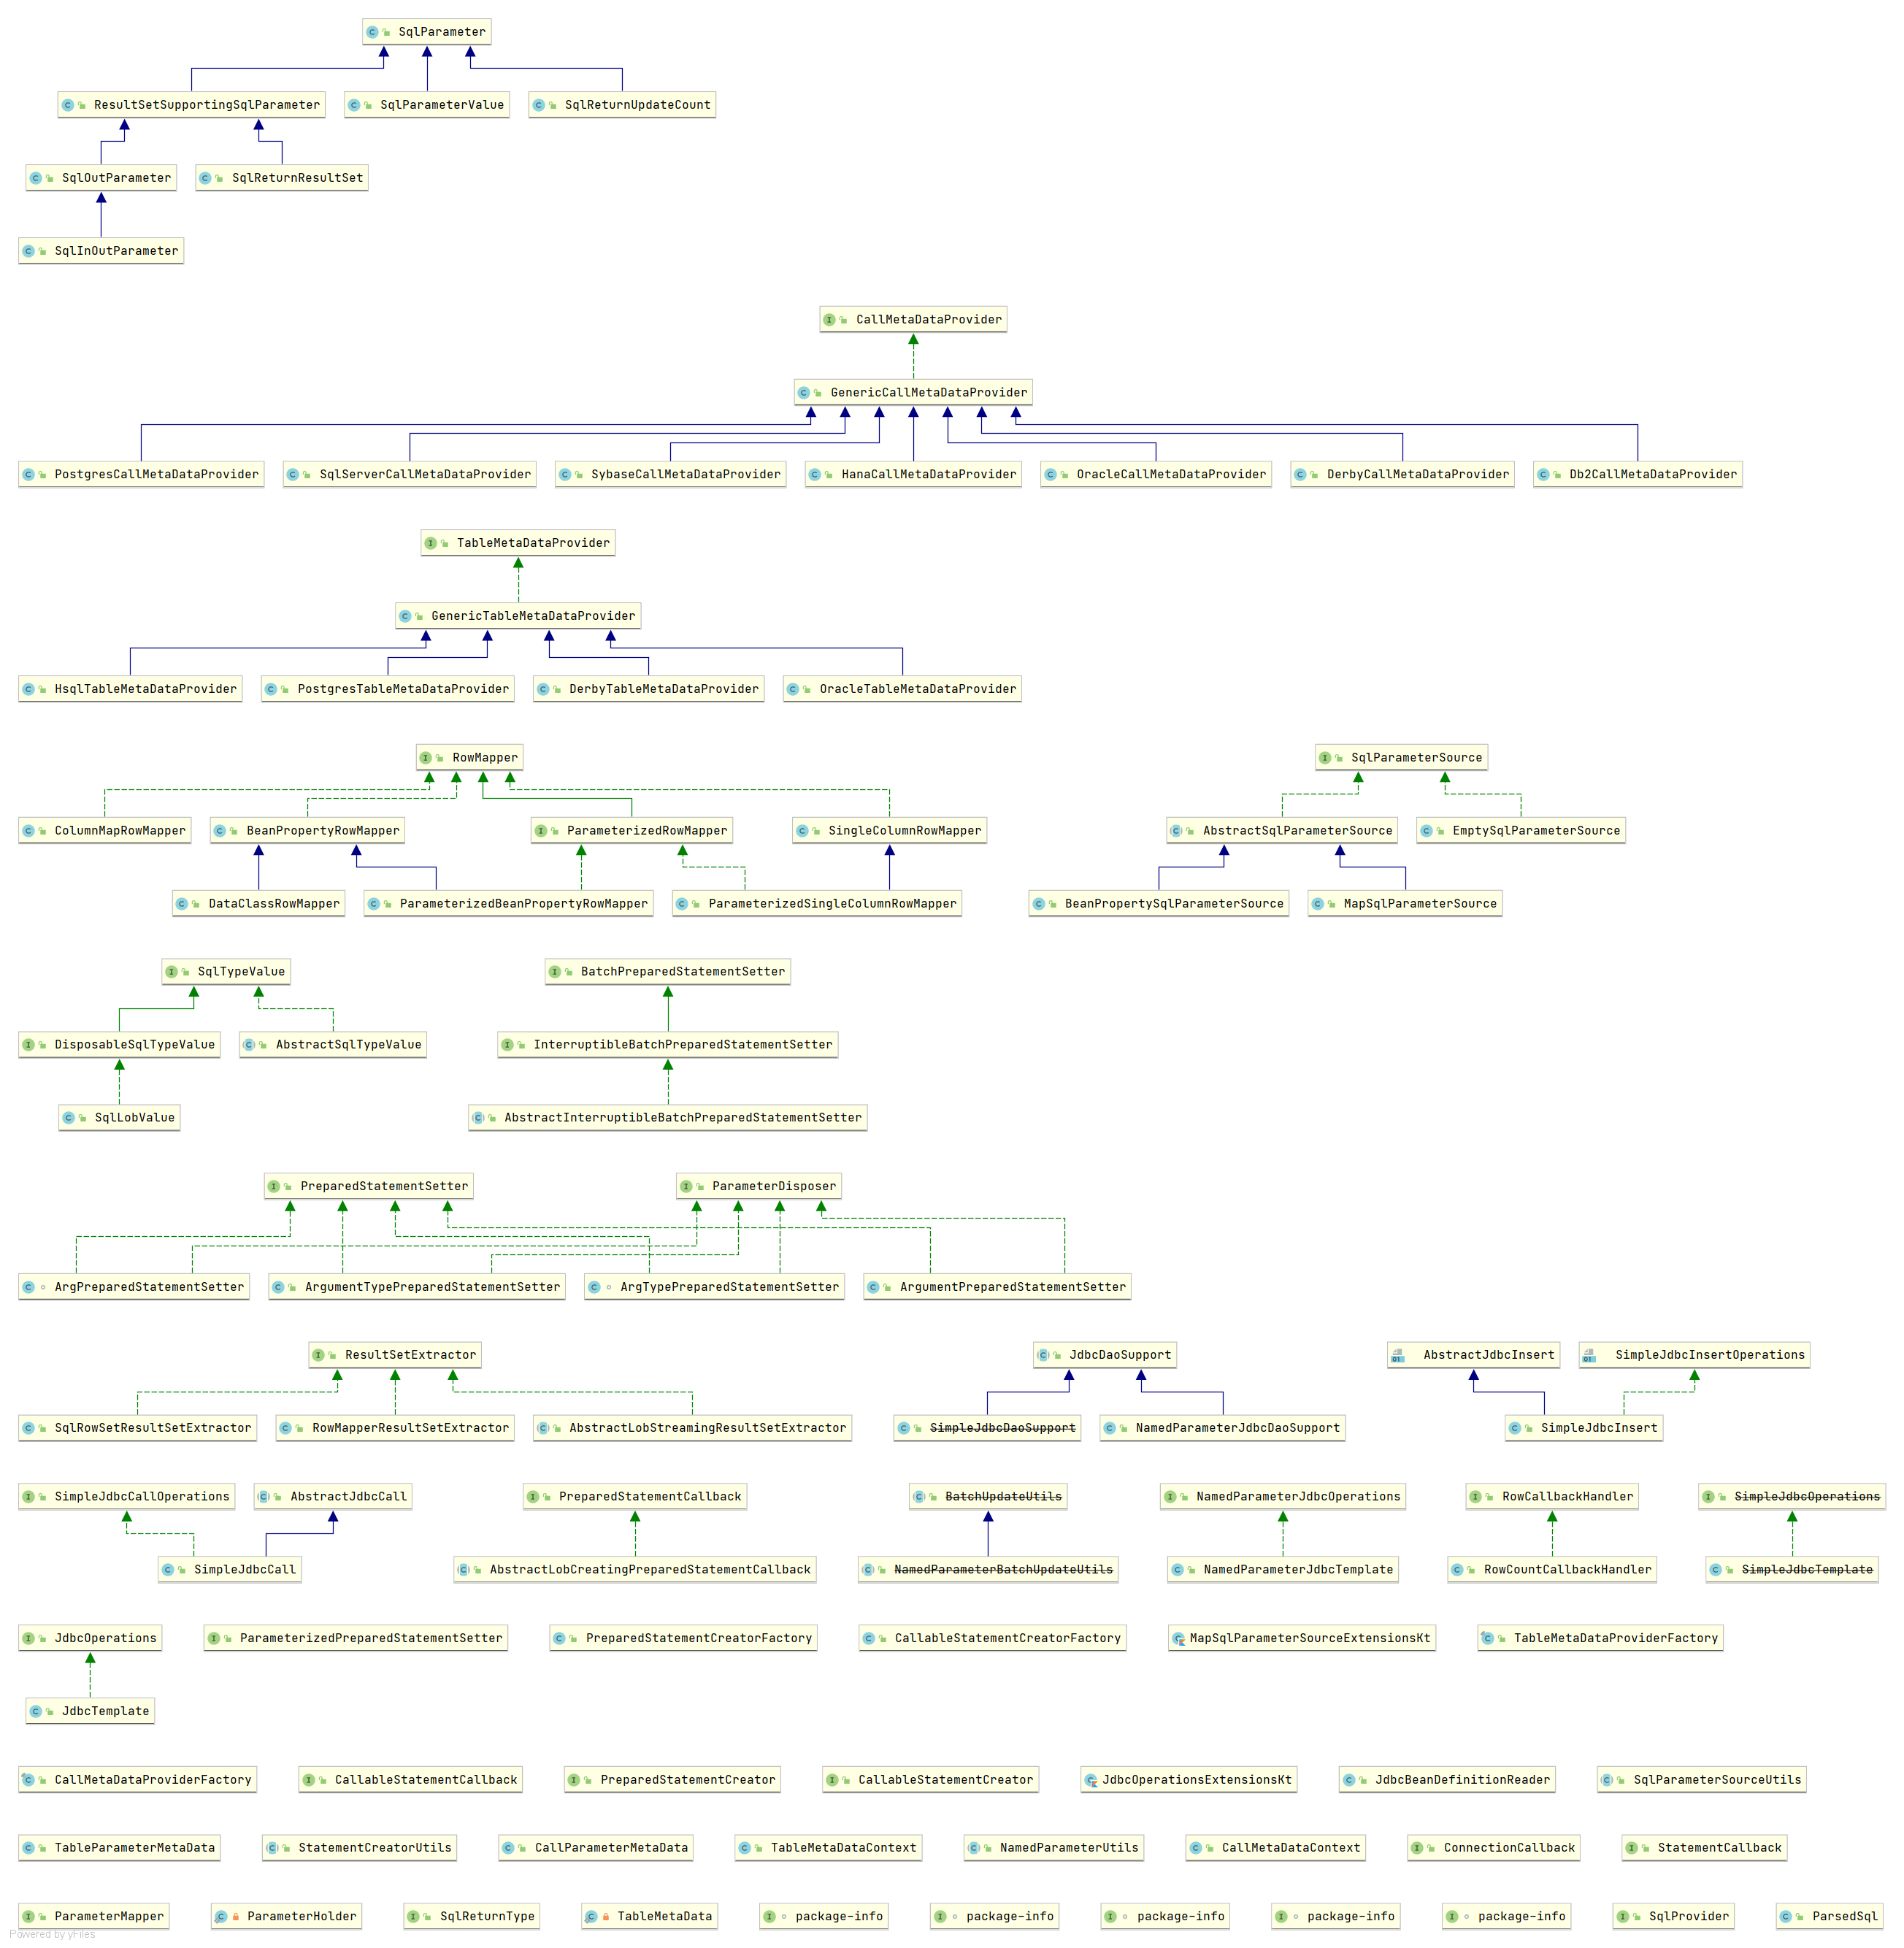 SqlParameter
ResultSetSupportingSqlParameter
SqlParameterValue
SqlReturnUpdateCount
SqlOutParameter
SqlReturnResultSet
SqlInOutParameter
CallMetaDataProvider
GenericCallMetaDataProvider
PostgresCallMetaDataProvider
SqlServerCallMetaDataProvider
SybaseCallMetaDataProvider
HanaCallMetaDataProvider
OracleCallMetaDataProvider
DerbyCallMetaDataProvider
Db2CallMetaDataProvider
TableMetaDataProvider
GenericTableMetaDataProvider
HsqlTableMetaDataProvider
PostgresTableMetaDataProvider
DerbyTableMetaDataProvider
OracleTableMetaDataProvider
RowMapper
SqlParameterSource
ColumnMapRowMapper
BeanPropertyRowMapper
ParameterizedRowMapper
SingleColumnRowMapper
AbstractSqlParameterSource
EmptySqlParameterSource
DataClassRowMapper
ParameterizedBeanPropertyRowMapper
ParameterizedSingleColumnRowMapper
BeanPropertySqlParameterSource
MapSqlParameterSource
SqlTypeValue
BatchPreparedStatementSetter
DisposableSqlTypeValue
AbstractSqlTypeValue
InterruptibleBatchPreparedStatementSetter
SqlLobValue
AbstractInterruptibleBatchPreparedStatementSetter
PreparedStatementSetter
ParameterDisposer
ArgPreparedStatementSetter
ArgumentTypePreparedStatementSetter
ArgTypePreparedStatementSetter
ArgumentPreparedStatementSetter
ResultSetExtractor
JdbcDaoSupport
AbstractJdbcInsert
SimpleJdbcInsertOperations
SqlRowSetResultSetExtractor
RowMapperResultSetExtractor
AbstractLobStreamingResultSetExtractor
SimpleJdbcDaoSupport
NamedParameterJdbcDaoSupport
SimpleJdbcInsert
SimpleJdbcCallOperations
AbstractJdbcCall
PreparedStatementCallback
BatchUpdateUtils
NamedParameterJdbcOperations
RowCallbackHandler
SimpleJdbcOperations
SimpleJdbcCall
AbstractLobCreatingPreparedStatementCallback
NamedParameterBatchUpdateUtils
NamedParameterJdbcTemplate
RowCountCallbackHandler
SimpleJdbcTemplate
JdbcOperations
ParameterizedPreparedStatementSetter
PreparedStatementCreatorFactory
CallableStatementCreatorFactory
MapSqlParameterSourceExtensionsKt
TableMetaDataProviderFactory
JdbcTemplate
CallMetaDataProviderFactory
CallableStatementCallback
PreparedStatementCreator
CallableStatementCreator
JdbcOperationsExtensionsKt
JdbcBeanDefinitionReader
SqlParameterSourceUtils
TableParameterMetaData
StatementCreatorUtils
CallParameterMetaData
TableMetaDataContext
NamedParameterUtils
CallMetaDataContext
ConnectionCallback
StatementCallback
ParameterMapper
ParameterHolder
SqlReturnType
TableMetaData
package-info
package-info
package-info
package-info
package-info
SqlProvider
ParsedSql
Powered by yFiles